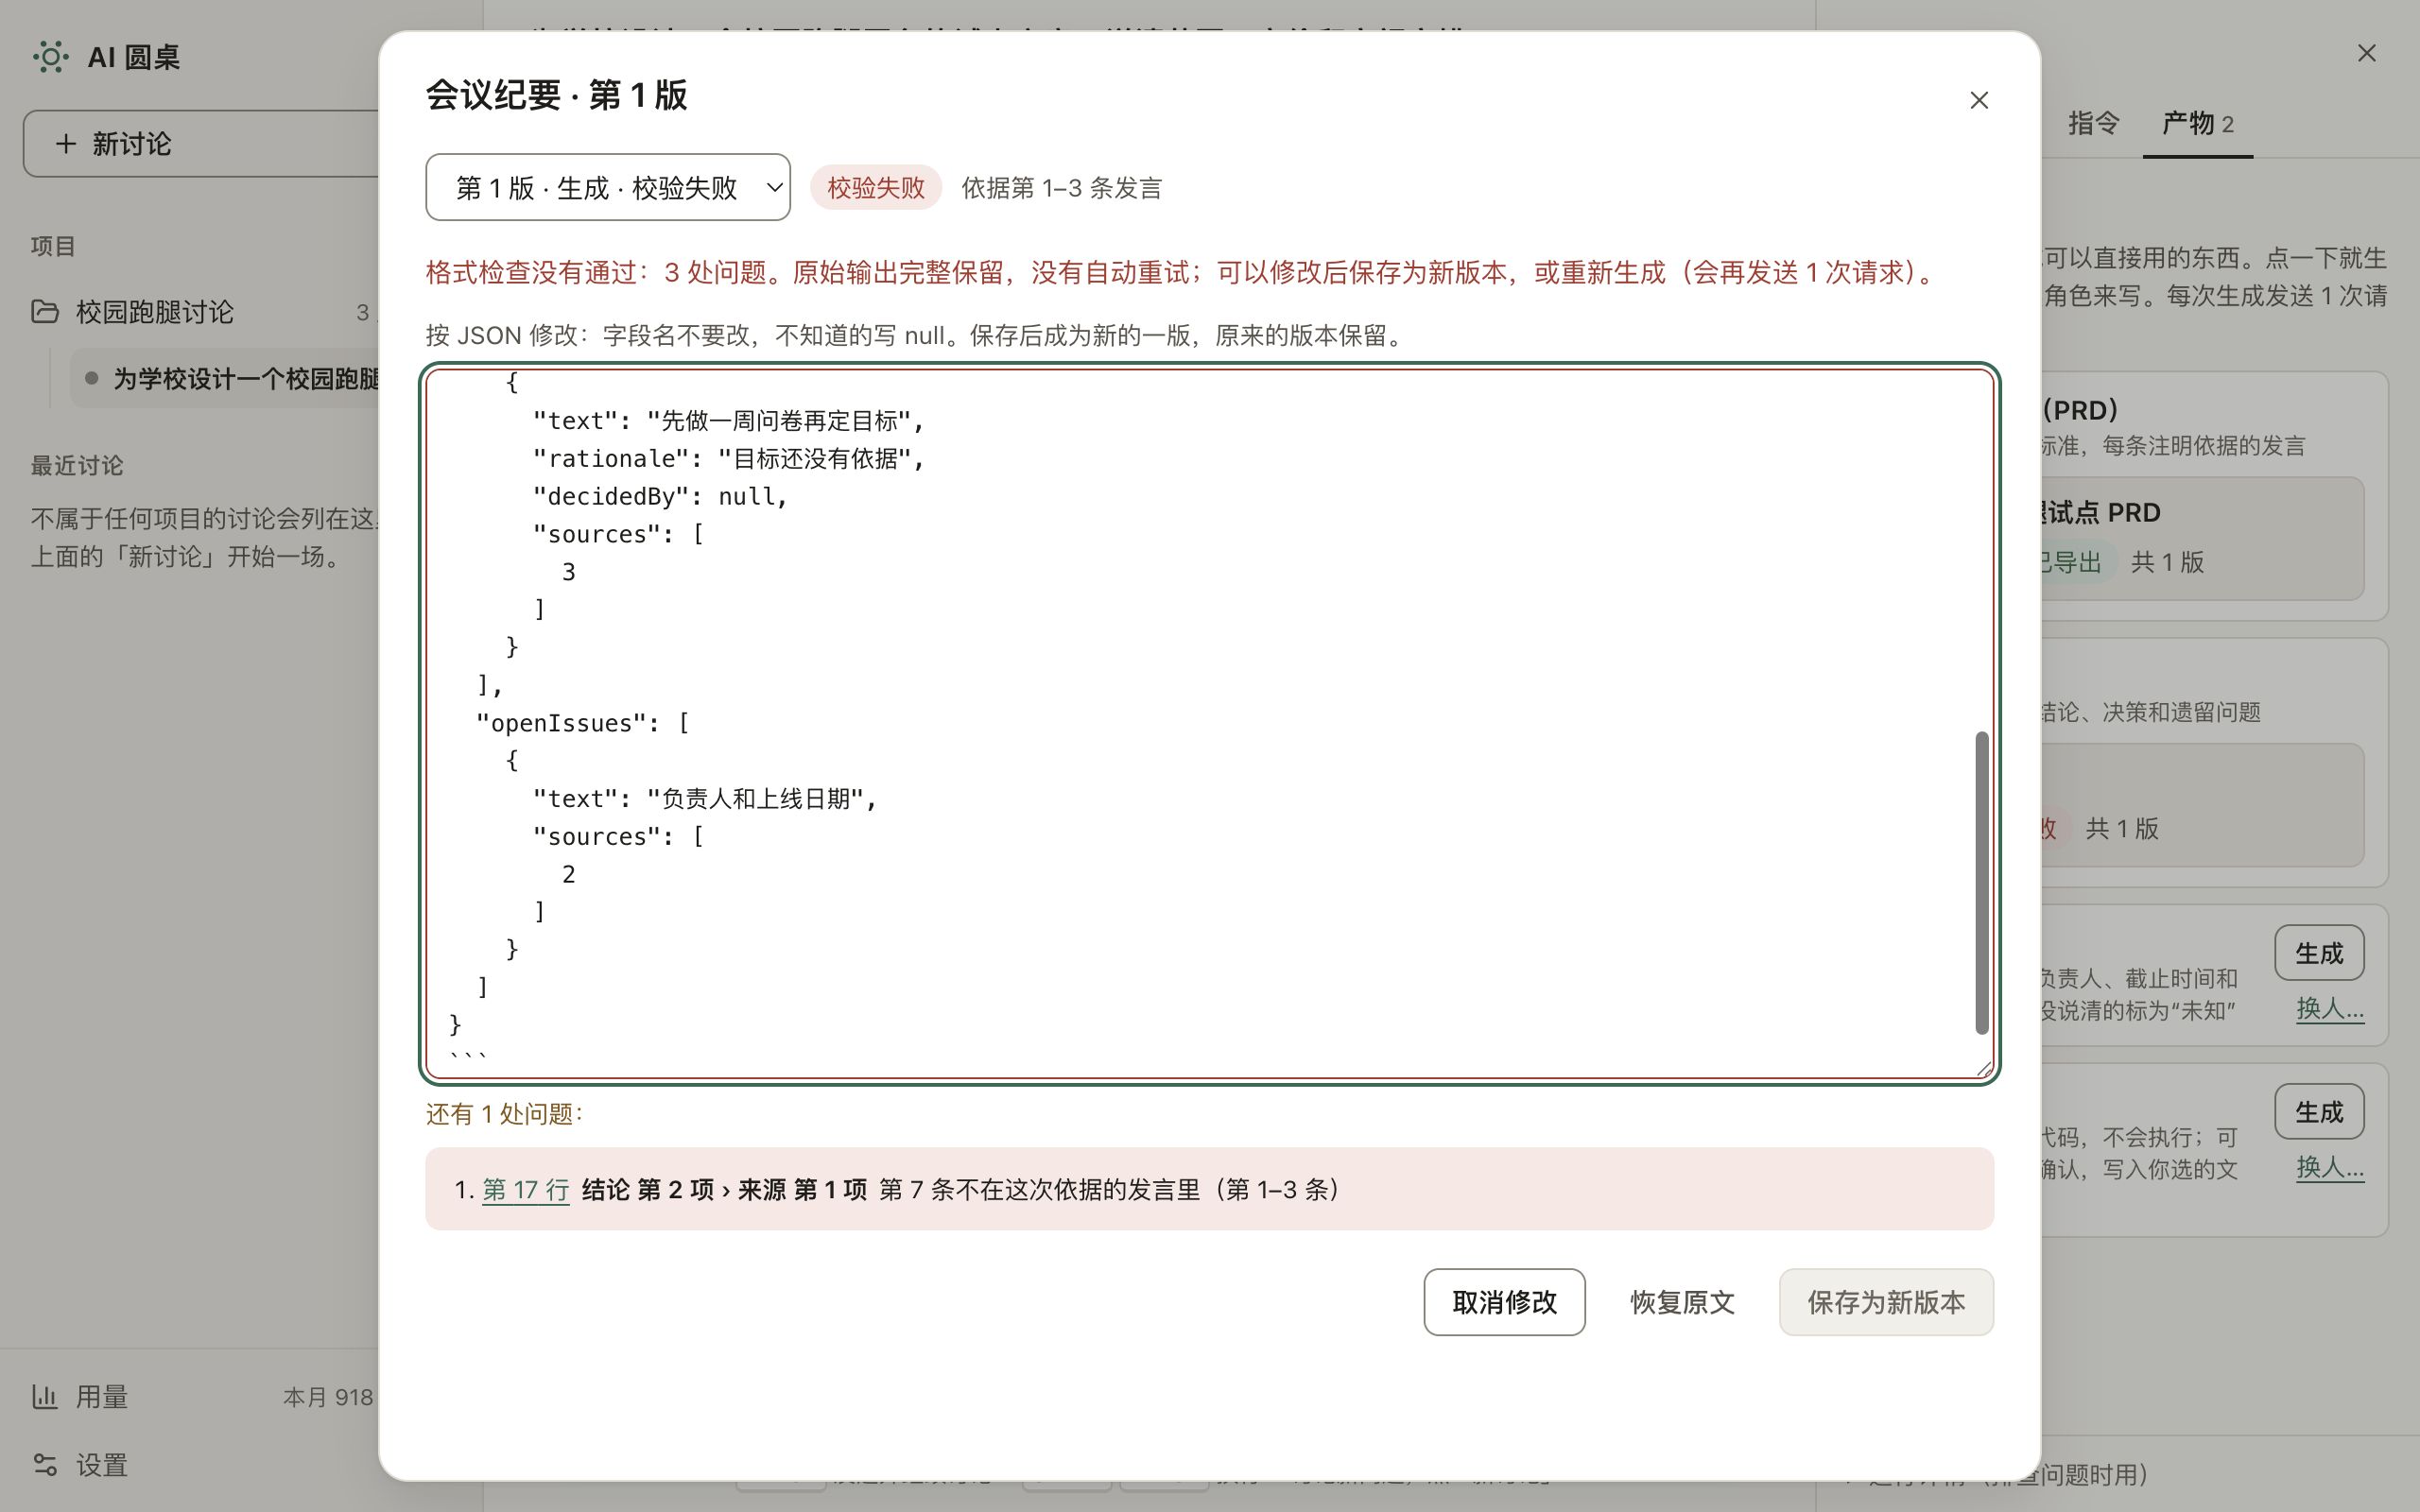 AI 圆桌
新讨论
项目
校园跑腿讨论
3
为学校设计一个校园跑腿
最近讨论
不属于任何项目的讨论会列在这
上面的「新讨论」开始一场。
用量
本月 918
设置
会议纪要 · 第 1 版
第 1 版 · 生成 · 校验失败
校验失败
依据第 1–3 条发言
格式检查没有通过：3 处问题。原始输出完整保留，没有自动重试；可以修改后保存为新版本，或重新生成（会再发送 1 次请求）。
按 JSON 修改：字段名不要改，不知道的写 null。保存后成为新的一版，原来的版本保留。
{
"text": "先做一周问卷再定目标",
"rationale": "目标还没有依据",
"decidedBy": null,
"sources": [
3
]
}
],
"openIssues": [
{
"text": "负责人和上线日期",
"sources": [
2
]
}
]
}
```
还有 1 处问题：
1. 第 17 行 结论 第 2 项 › 来源 第 1 项 第 7 条不在这次依据的发言里（第 1–3 条）
取消修改
恢复原文
保存为新版本
指令
产物 2
可以直接用的东西。点一下就生
角色来写。每次生成发送 1 次请
（PRD）
标准，每条注明依据的发言
试点 PRD
已导出
共 1 版
结论、决策和遗留问题
败
共 1 版
生成
负责人、截止时间和
没说清的标为“未知”
换人...
生成
代码，不会执行；可
确认，写入你选的文
换人...
问题时用）